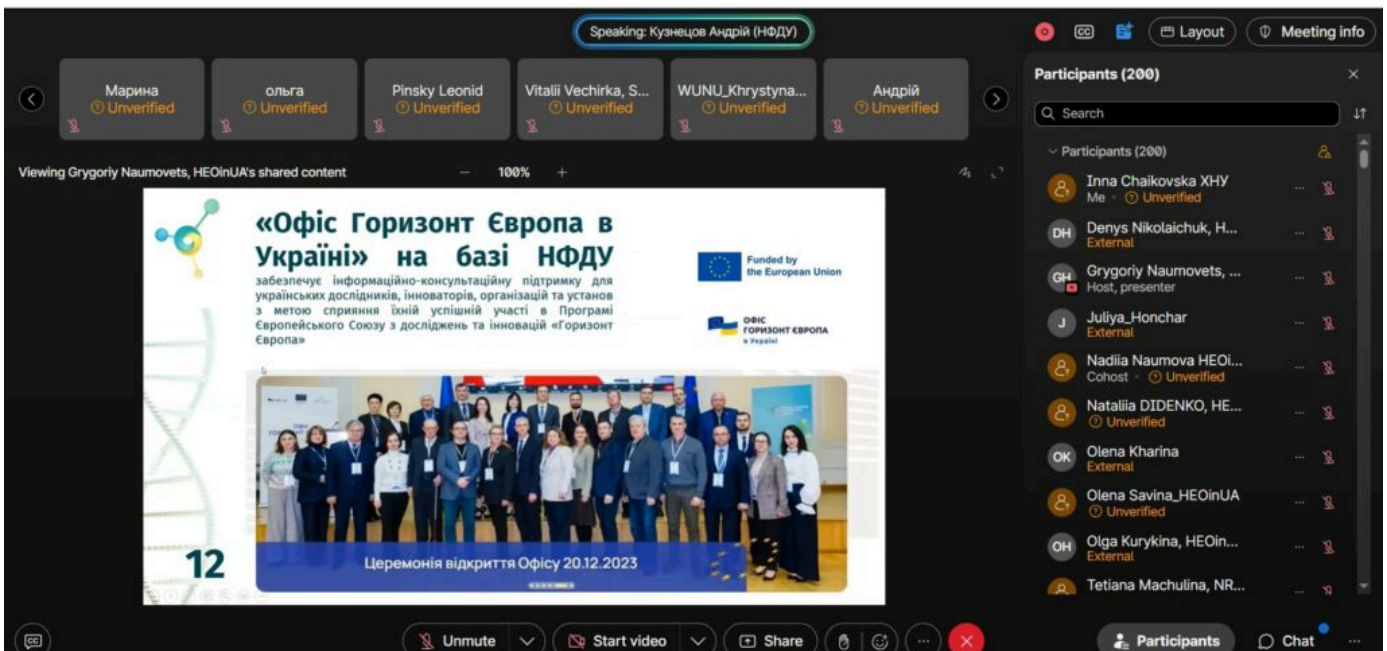 Speaking: Кузнецов Андрій (НФДУ)
CC
Layout
Meeting info
Марина
Unverified
ольга
Unverified
Pinsky Leonid
Unverified
Vitalii Vechirka, S...
Unverified
WUNU_Khrystyna...
Unverified
Андрій
Unverified
Viewing Grygoriy Naumovets, HEOinUA's shared content
100%
«Офіс Горизонт Європа в
Україні» на базі НФДУ
забезпечує інформаційно-консультаційну підтримку для
українських дослідників, інноваторів, організацій та установ
з метою сприяння їхній успішній участі в Програмі
Європейського Союзу з досліджень та інновацій «Горизонт
Європа»
Funded by
the European Union
ОФІС
ГОРИЗОНТ ЄВРОПА
в Україні
Церемонія відкриття Офісу 20.12.2023
12
Participants (200)
Search
Participants (200)
Inna Chaikovska ХНУ
Me • Unverified
DH
Denys Nikolaichuk, H...
External
GH
Grygoriy Naumovets, ...
Host, presenter
J
Juliya_Honchar
External
Nadiia Naumova HEOi...
Cohost • Unverified
Nataliia DIDENKO, HE...
Unverified
OK
Olena Kharina
External
Olena Savina_HEOinUA
Unverified
OH
Olga Kurykina, HEOin...
External
Tetiana Machulina, NR...
CC
Unmute
Start video
Share
Participants
Chat